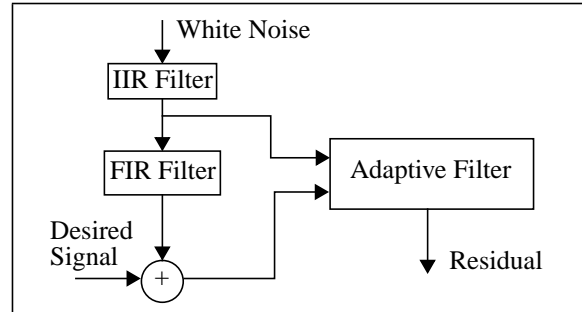 White Noise
IIR Filter
FIR Filter
Adaptive Filter
Desired
Signal
+
Residual